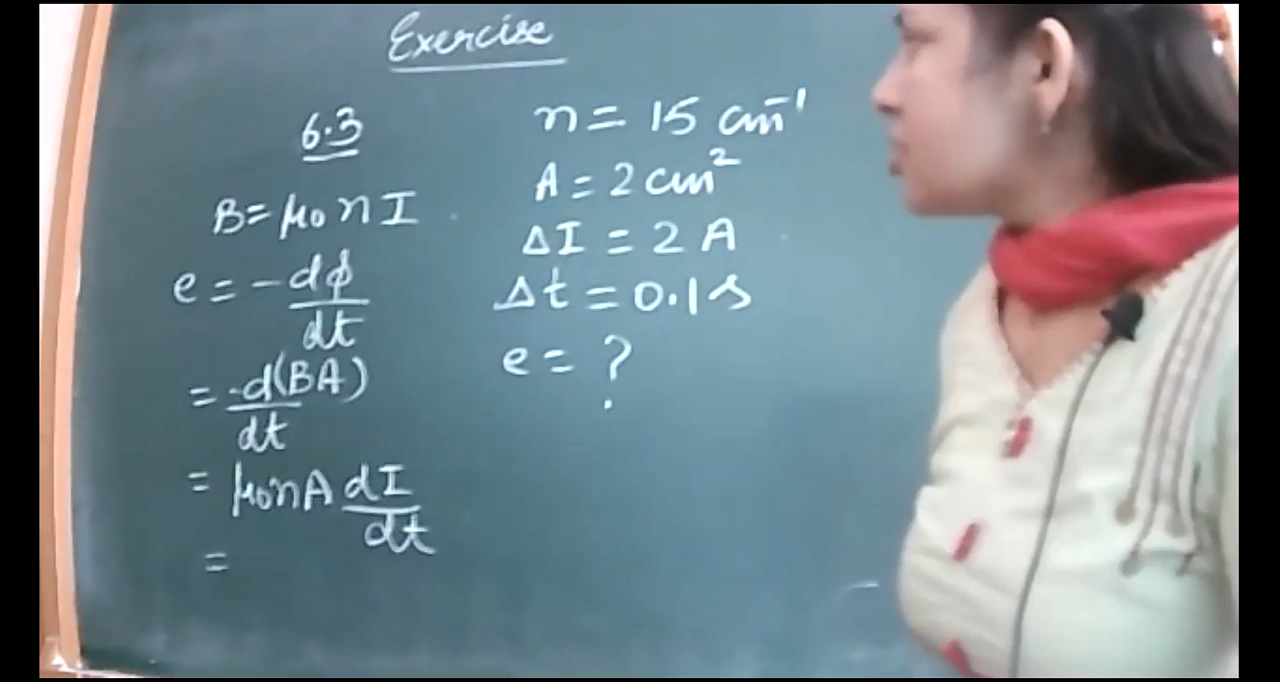 Exercise
6.3
B = μ₀ n I
e = - dφ/dt
= -d(BA)/dt
= μ₀nA dI/dt
=
n = 15 cm⁻¹
A = 2 cm²
ΔI = 2 A
Δt = 0.1 s
e = ?